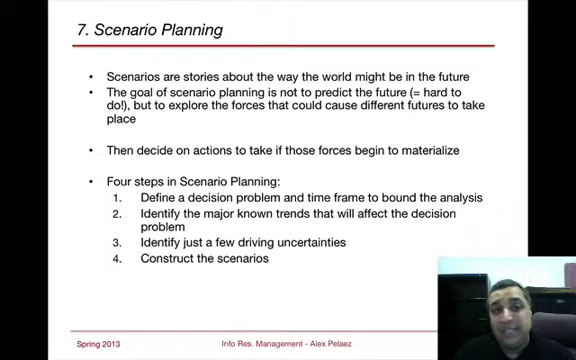 7. Scenario Planning
• Scenarios are stories about the way the world might be in the future
• The goal of scenario planning is not to predict the future (= hard to
do!), but to explore the forces that could cause different futures to take
place
• Then decide on actions to take if those forces begin to materialize
• Four steps in Scenario Planning:
1. Define a decision problem and time frame to bound the analysis
2. Identify the major known trends that will affect the decision
problem
3. Identify just a few driving uncertainties
4. Construct the scenarios
Spring 2013
Info Res. Management - Alex Pelaez